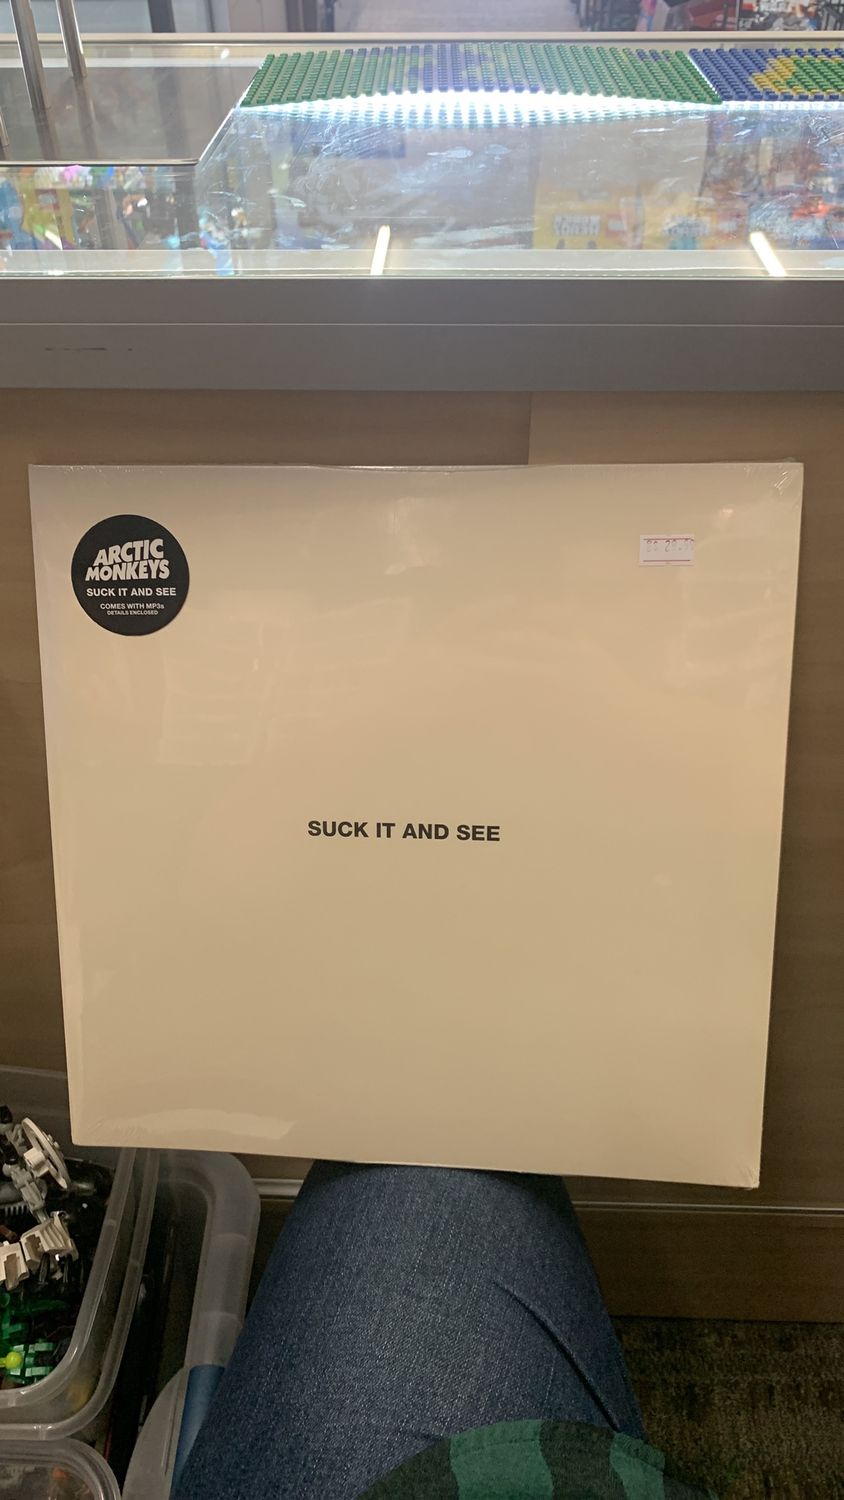 ARCTIC
MONKEYS
SUCK IT AND SEE
COMES WITH MP3s
DETAILS ENCLOSED
SUCK IT AND SEE